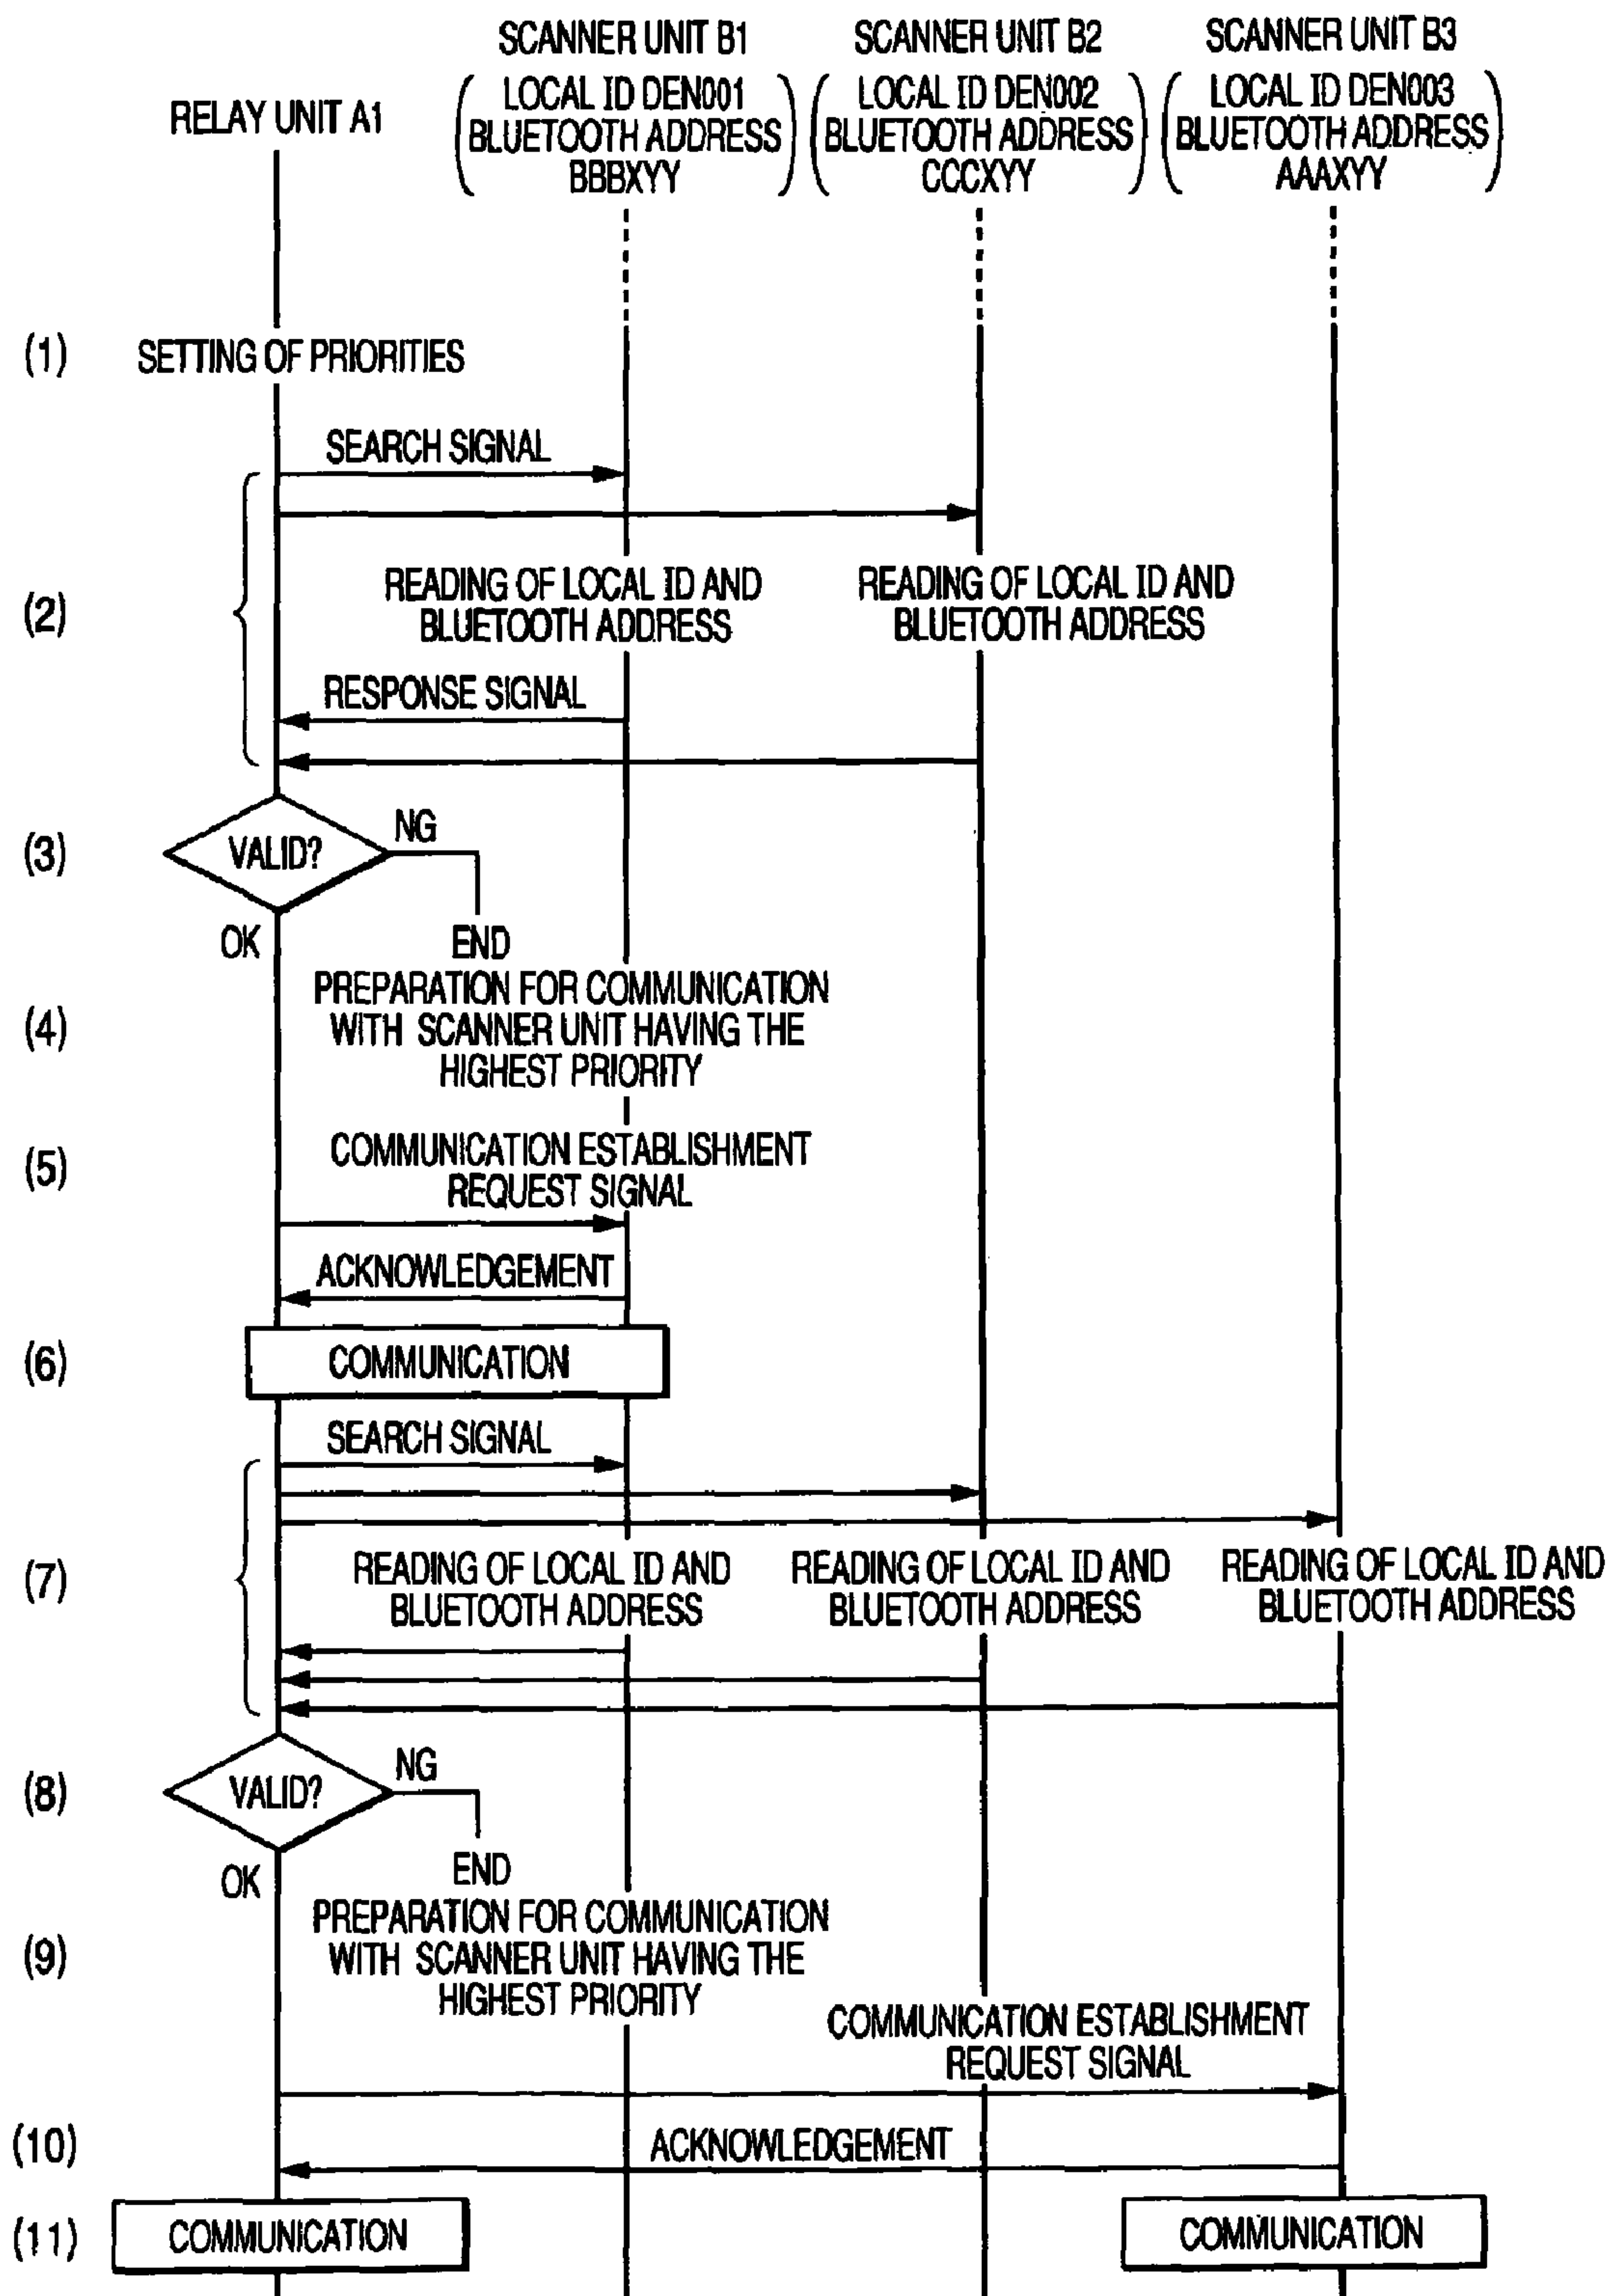 SCANNER UNIT B1
SCANNER UNIT B2
SCANNER UNIT B3
RELAY UNIT A1
LOCAL ID DEN001
BLUETOOTH ADDRESS
BBBXYY
LOCAL ID DEN002
BLUETOOTH ADDRESS
CCCXYY
LOCAL ID DEN003
BLUETOOTH ADDRESS
AAAXYY
(1)
SETTING OF PRIORITIES
SEARCH SIGNAL
(2)
READING OF LOCAL ID AND
BLUETOOTH ADDRESS
READING OF LOCAL ID AND
BLUETOOTH ADDRESS
RESPONSE SIGNAL
(3)
VALID?
NG
OK
END
(4)
PREPARATION FOR COMMUNICATION
WITH SCANNER UNIT HAVING THE
HIGHEST PRIORITY
(5)
COMMUNICATION ESTABLISHMENT
REQUEST SIGNAL
ACKNOWLEDGEMENT
(6)
COMMUNICATION
SEARCH SIGNAL
(7)
READING OF LOCAL ID AND
BLUETOOTH ADDRESS
READING OF LOCAL ID AND
BLUETOOTH ADDRESS
READING OF LOCAL ID AND
BLUETOOTH ADDRESS
(8)
VALID?
NG
OK
END
(9)
PREPARATION FOR COMMUNICATION
WITH SCANNER UNIT HAVING THE
HIGHEST PRIORITY
COMMUNICATION ESTABLISHMENT
REQUEST SIGNAL
(10)
ACKNOWLEDGEMENT
(11)
COMMUNICATION
COMMUNICATION